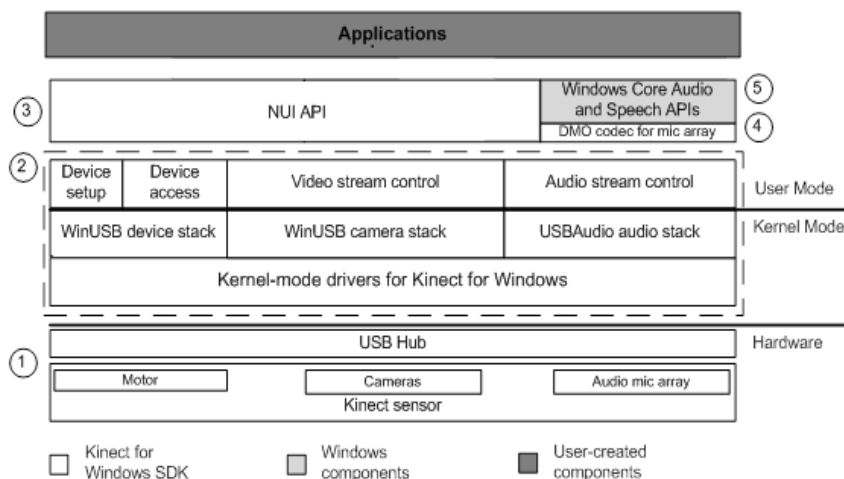 Applications
3
NUI API
Windows Core Audio
and Speech APIs
5
DMO codec for mic array
4
2
Device
setup
Device
access
Video stream control
Audio stream control
User Mode
WinUSB device stack
WinUSB camera stack
USBAudio audio stack
Kernel Mode
Kernel-mode drivers for Kinect for Windows
USB Hub
Hardware
1
Motor
Cameras
Audio mic array
Kinect sensor
Kinect for
Windows SDK
Windows
components
User-created
components